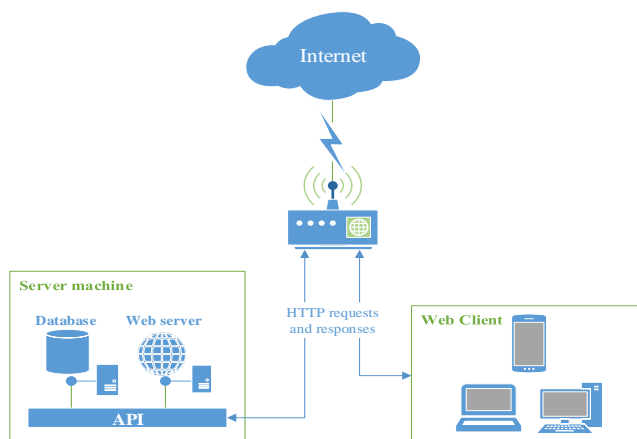 Internet
Server machine
Database
Web server
API
HTTP requests
and responses
Web Client